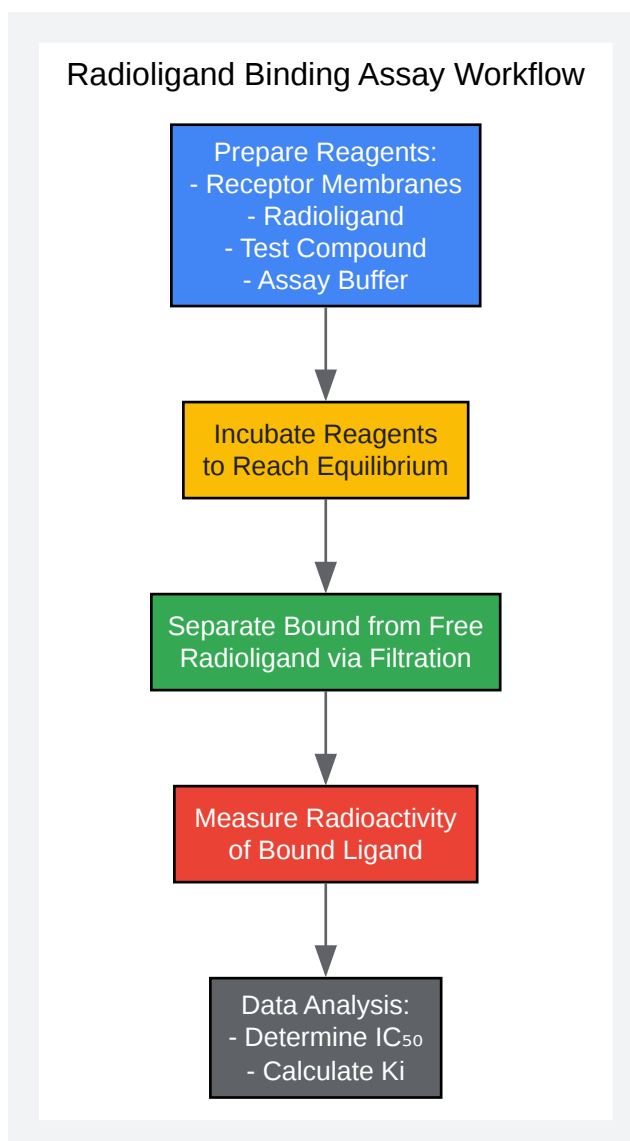 Radioligand Binding Assay Workflow
Prepare Reagents:
- Receptor Membranes
- Radioligand
- Test Compound
- Assay Buffer
Incubate Reagents
to Reach Equilibrium
Separate Bound from Free
Radioligand via Filtration
Measure Radioactivity
of Bound Ligand
Data Analysis:
- Determine IC₅₀
- Calculate Ki